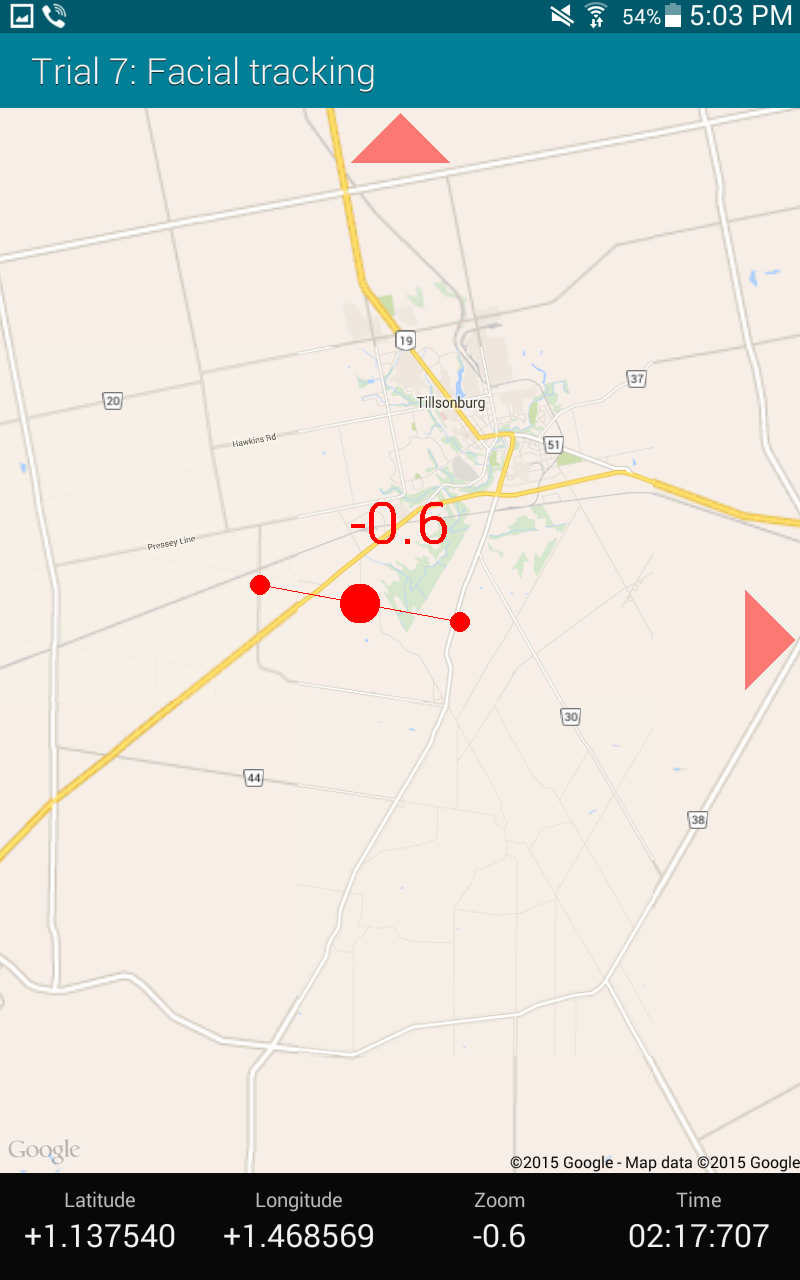 54% 5:03 PM
Trial 7: Facial tracking
19
37
20
Tillsonburg
Hawkins Rd
51
-0.6
Pressey Line
30
44
38
Google
©2015 Google - Map data ©2015 Google
Latitude Longitude Zoom Time
+1.137540 +1.468569 -0.6 02:17:707